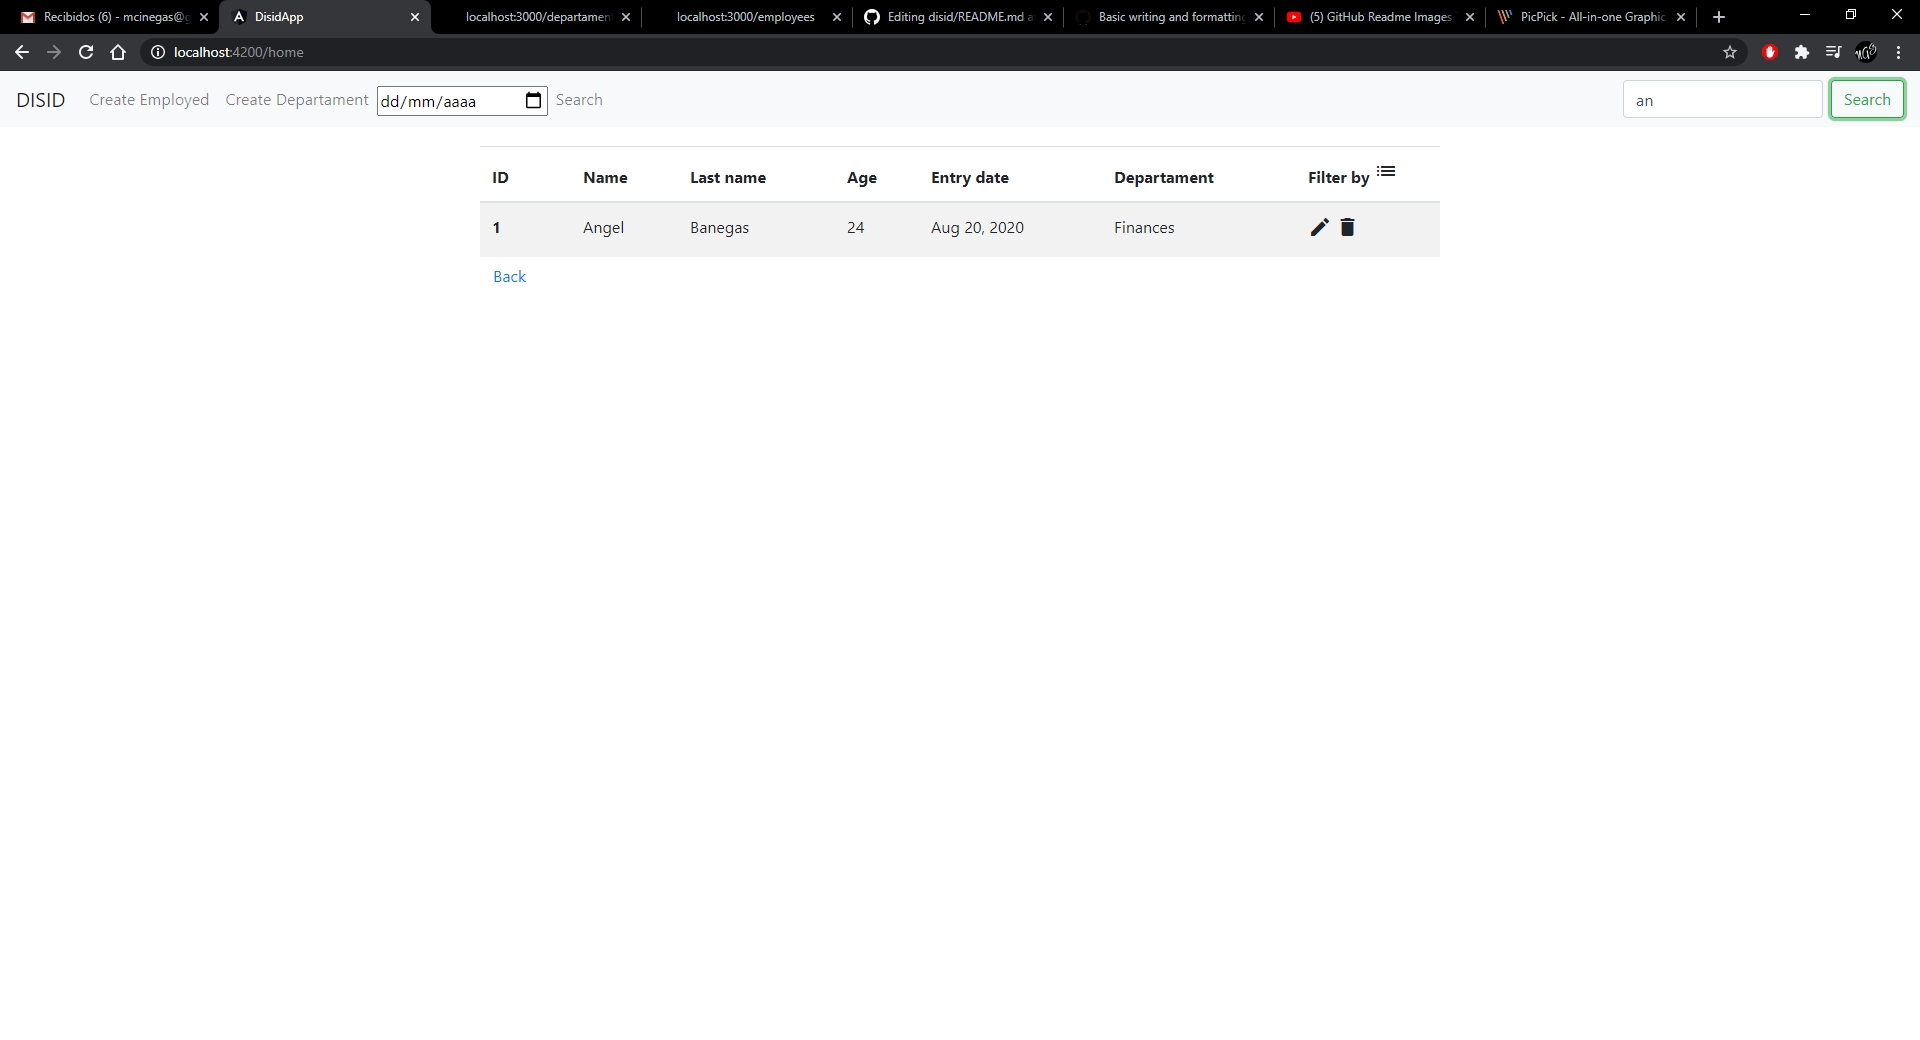 Recibidos (6) - mcinegas@g
DisidApp
localhost:3000/departament
localhost:3000/employees
Editing disid/README.md a
Basic writing and formatting
(5) GitHub Readme Images
PicPick - All-in-one Graphic
localhost:4200/home
DISID Create Employed Create Departament dd/mm/aaaa Search an Search
ID Name Last name Age Entry date Departament Filter by
1 Angel Banegas 24 Aug 20, 2020 Finances
Back